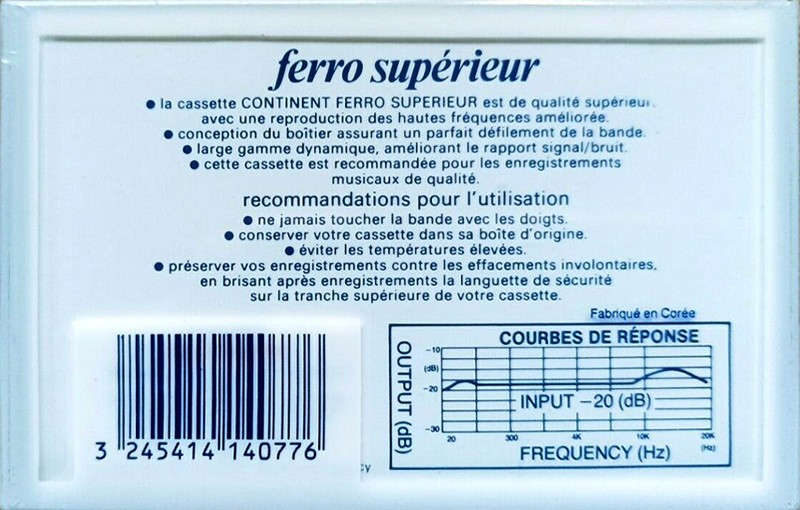 ferro supérieur
● la cassette CONTINENT FERRO SUPERIEUR est de qualité supérieure
avec une reproduction des hautes fréquences améliorée.
● conception du boîtier assurant un parfait défilement de la bande.
● large gamme dynamique, améliorant le rapport signal/bruit.
● cette cassette est recommandée pour les enregistrements
musicaux de qualité.
recommandations pour l'utilisation
● ne jamais toucher la bande avec les doigts.
● conserver votre cassette dans sa boîte d'origine.
● éviter les températures élevées.
● préserver vos enregistrements contre les effacements involontaires,
en brisant après enregistrements la languette de sécurité
sur la tranche supérieure de votre cassette.
Fabriqué en Corée
3 245414 140776
COURBES DE RÉPONSE
OUTPUT (dB)
-10
(dB)
-20
-30
INPUT -20 (dB)
20 300 4K 10K 20K
(Hz)
FREQUENCY (Hz)